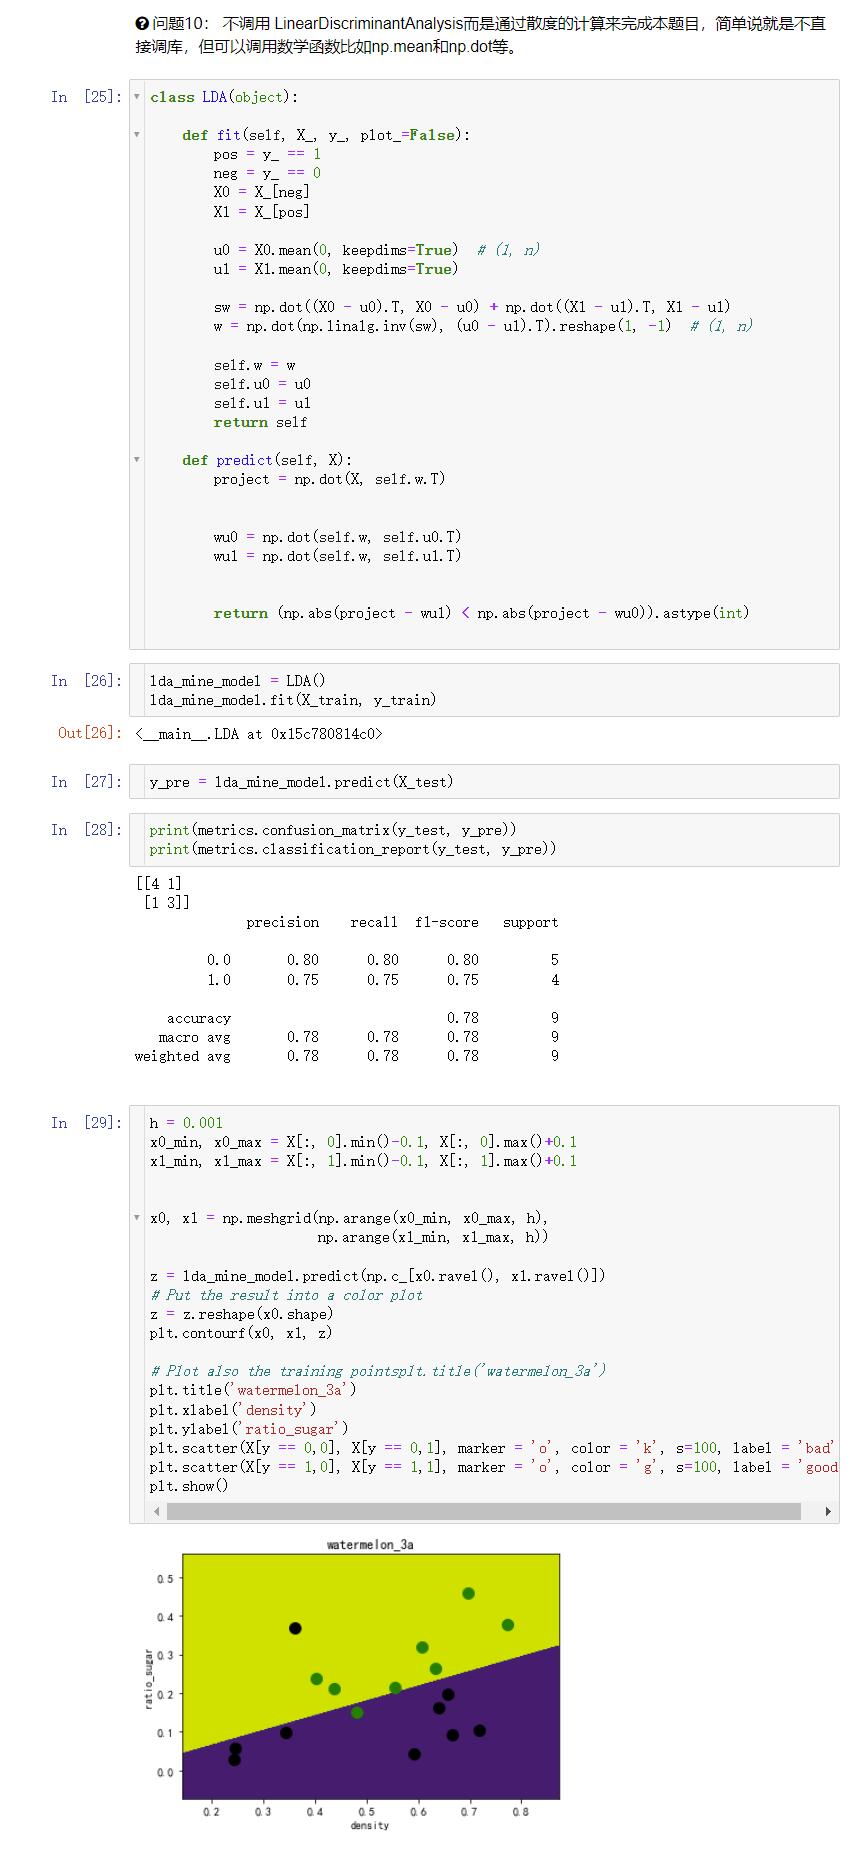 问题10： 不调用 LinearDiscriminantAnalysis而是通过散度的计算来完成本题目，简单说就是不直
接调库，但可以调用数学函数比如np.mean和np.dot等。
In [25]:
class LDA(object):
def fit(self, X_, y_, plot_=False):
pos = y_ == 1
neg = y_ == 0
X0 = X_[neg]
X1 = X_[pos]
u0 = X0.mean(0, keepdims=True)  # (1, n)
u1 = X1.mean(0, keepdims=True)
sw = np.dot((X0 - u0).T, X0 - u0) + np.dot((X1 - u1).T, X1 - u1)
w = np.dot(np.linalg.inv(sw), (u0 - u1).T).reshape(1, -1)  # (1, n)
self.w = w
self.u0 = u0
self.u1 = u1
return self
def predict(self, X):
project = np.dot(X, self.w.T)
wu0 = np.dot(self.w, self.u0.T)
wu1 = np.dot(self.w, self.u1.T)
return (np.abs(project - wu1) < np.abs(project - wu0)).astype(int)
In [26]:
lda_mine_model = LDA()
lda_mine_model.fit(X_train, y_train)
Out[26]: <__main__.LDA at 0x15c780814c0>
In [27]:
y_pre = lda_mine_model.predict(X_test)
In [28]:
print(metrics.confusion_matrix(y_test, y_pre))
print(metrics.classification_report(y_test, y_pre))
[[4 1]
[1 3]]
precision recall f1-score support
0.0 0.80 0.80 0.80 5
1.0 0.75 0.75 0.75 4
accuracy 0.78 9
macro avg 0.78 0.78 0.78 9
weighted avg 0.78 0.78 0.78 9
In [29]:
h = 0.001
x0_min, x0_max = X[:, 0].min()-0.1, X[:, 0].max()+0.1
x1_min, x1_max = X[:, 1].min()-0.1, X[:, 1].max()+0.1
x0, x1 = np.meshgrid(np.arange(x0_min, x0_max, h),
np.arange(x1_min, x1_max, h))
z = lda_mine_model.predict(np.c_[x0.ravel(), x1.ravel()])
# Put the result into a color plot
z = z.reshape(x0.shape)
plt.contourf(x0, x1, z)
# Plot also the training pointsplt.title('watermelon_3a')
plt.title('watermelon_3a')
plt.xlabel('density')
plt.ylabel('ratio_sugar')
plt.scatter(X[y == 0,0], X[y == 0,1], marker = 'o', color = 'k', s=100, label = 'bad'
plt.scatter(X[y == 1,0], X[y == 1,1], marker = 'o', color = 'g', s=100, label = 'good
plt.show()
watermelon_3a
0.5
0.4
0.3
0.2
0.1
0.0
ratio_sugar
0.2 0.3 0.4 0.5 0.6 0.7 0.8
density